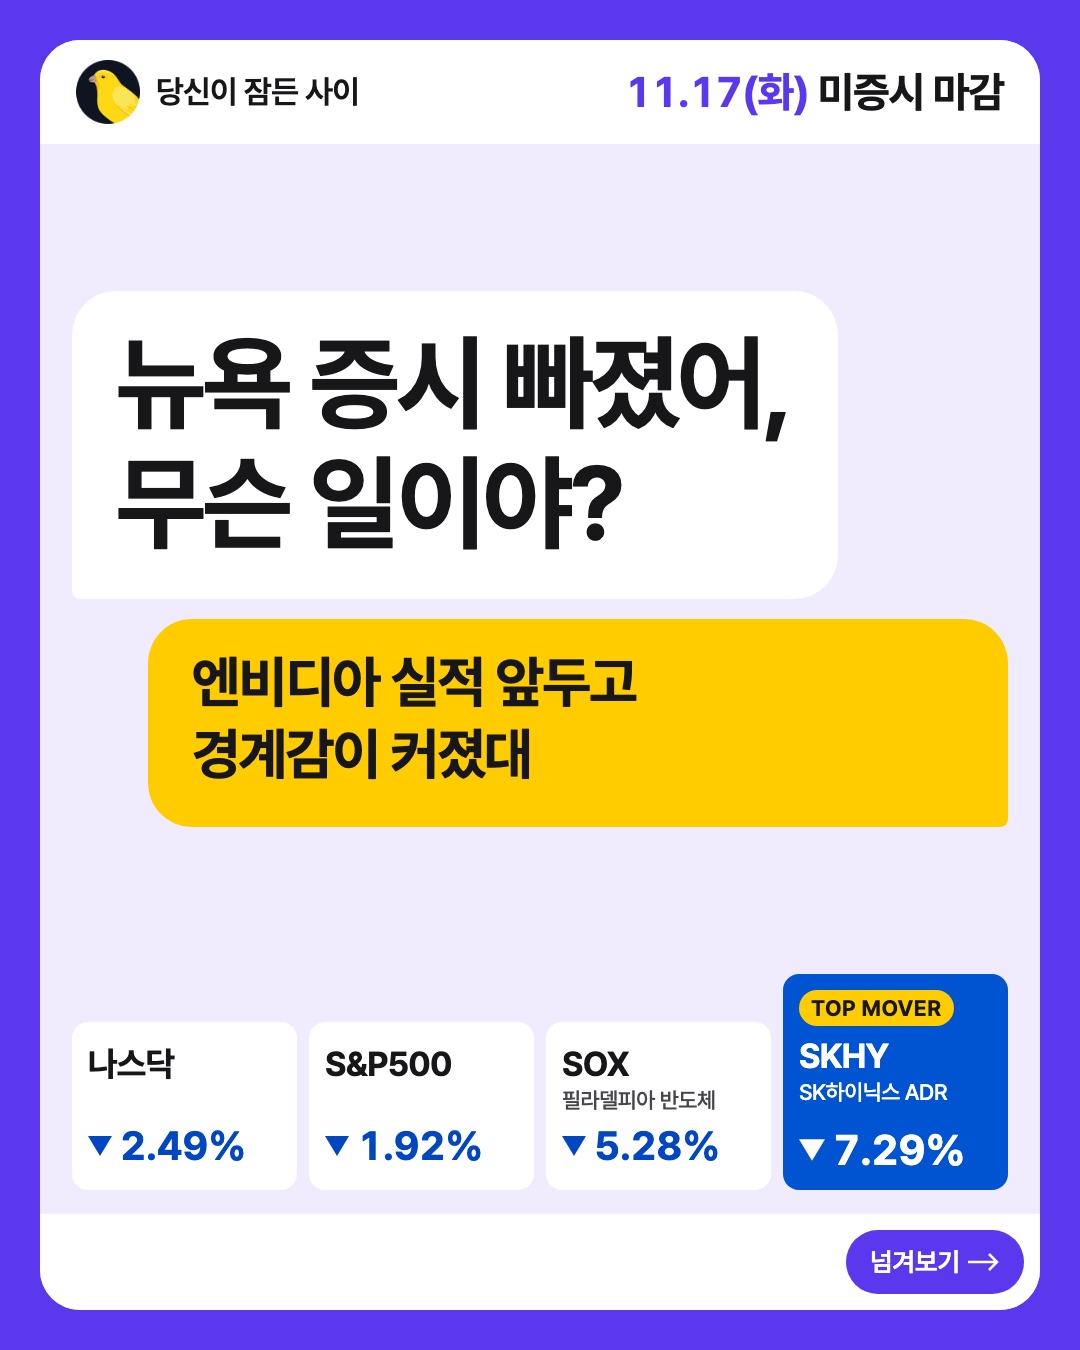 당신이 잠든 사이
11.17(화) 미증시 마감
뉴욕 증시 빠졌어,
무슨 일이야?
엔비디아 실적 앞두고
경계감이 커졌대
나스닥
▼ 2.49%
S&P500
▼ 1.92%
SOX
필라델피아 반도체
▼ 5.28%
TOP MOVER
SKHY
SK하이닉스 ADR
▼ 7.29%
넘겨보기 →